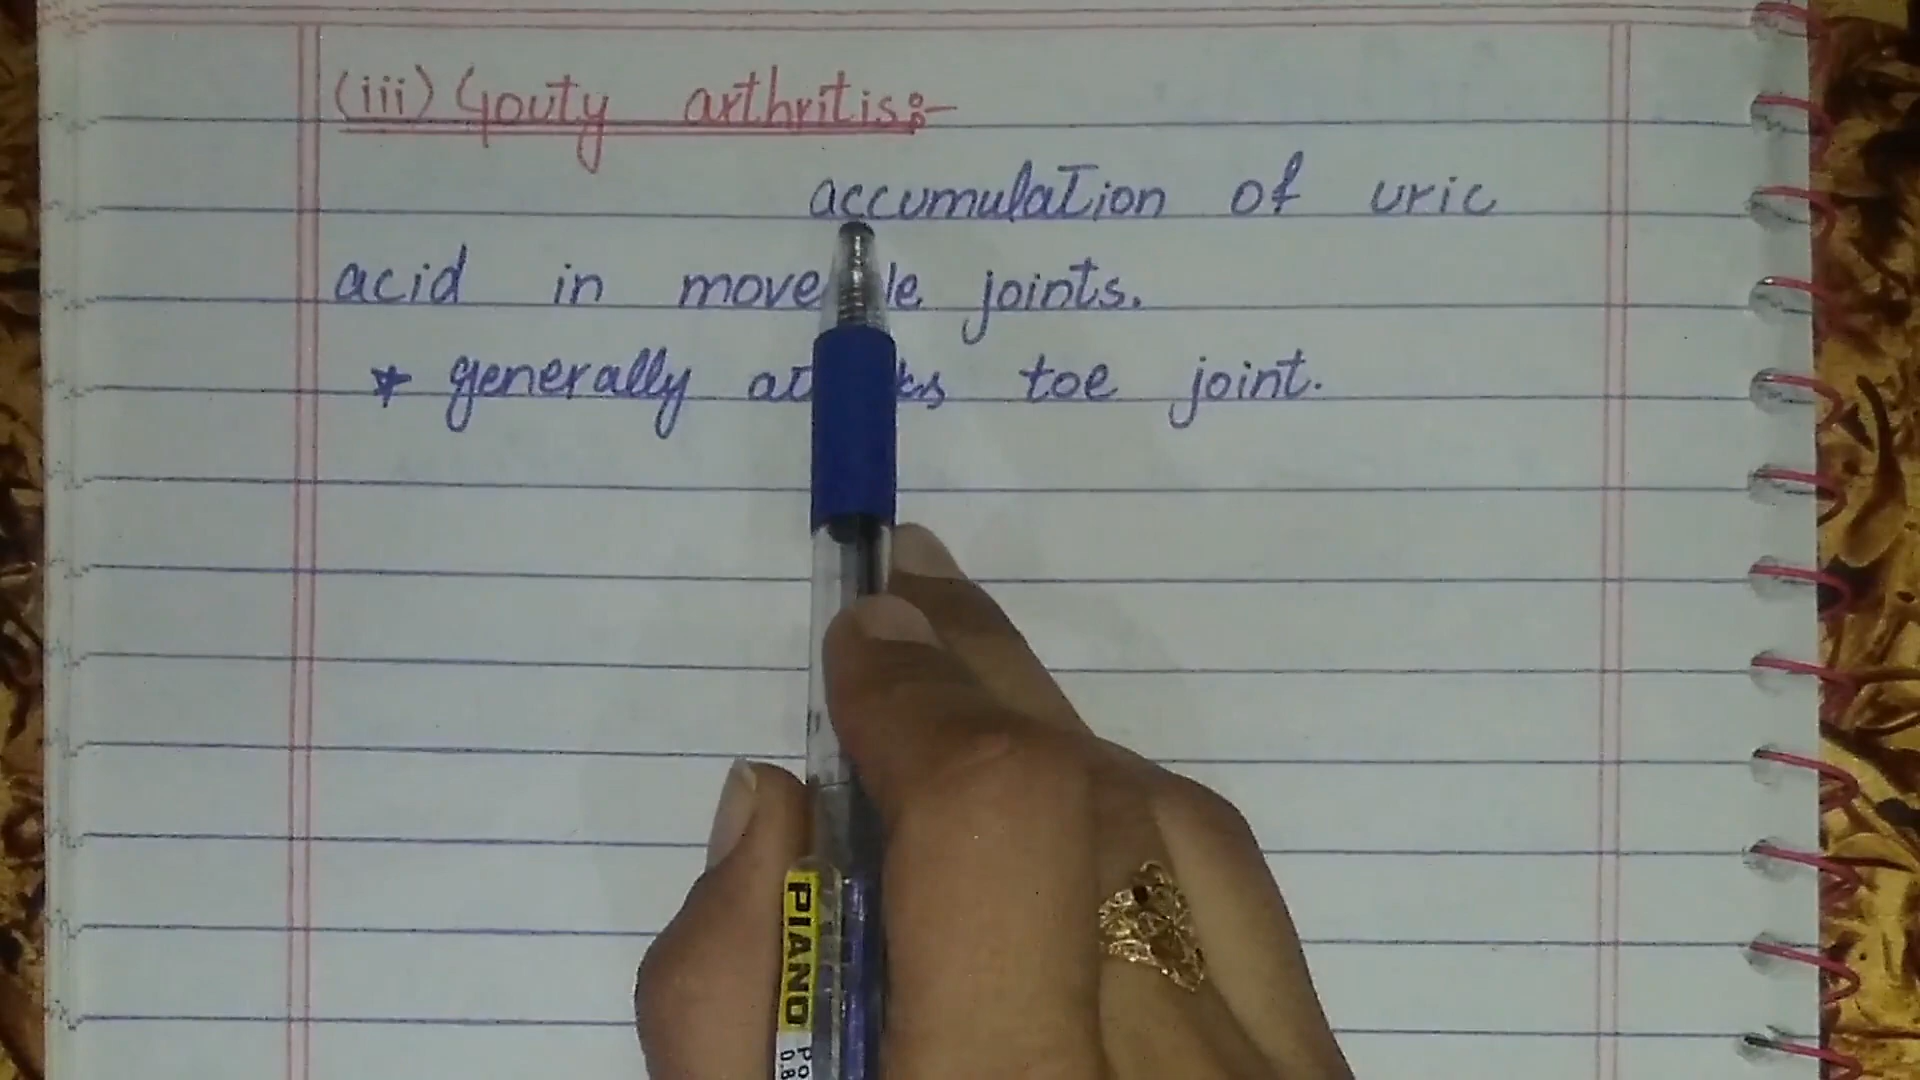 (iii) Gouty arthritis:-
accumulation of uric
acid in joints.
* generally toe joint.
PIANO